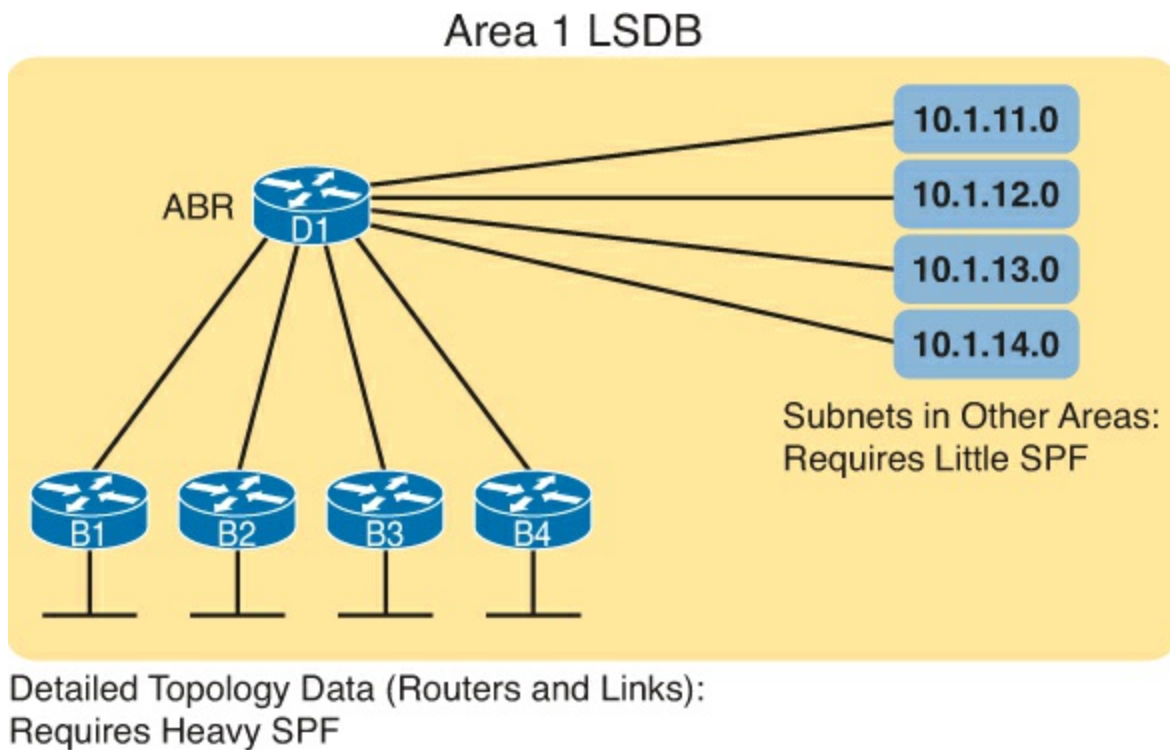 Area 1 LSDB
10.1.11.0
ABR
D1
10.1.12.0
10.1.13.0
10.1.14.0
Subnets in Other Areas:
Requires Little SPF
B1
B2
B3
B4
Detailed Topology Data (Routers and Links):
Requires Heavy SPF